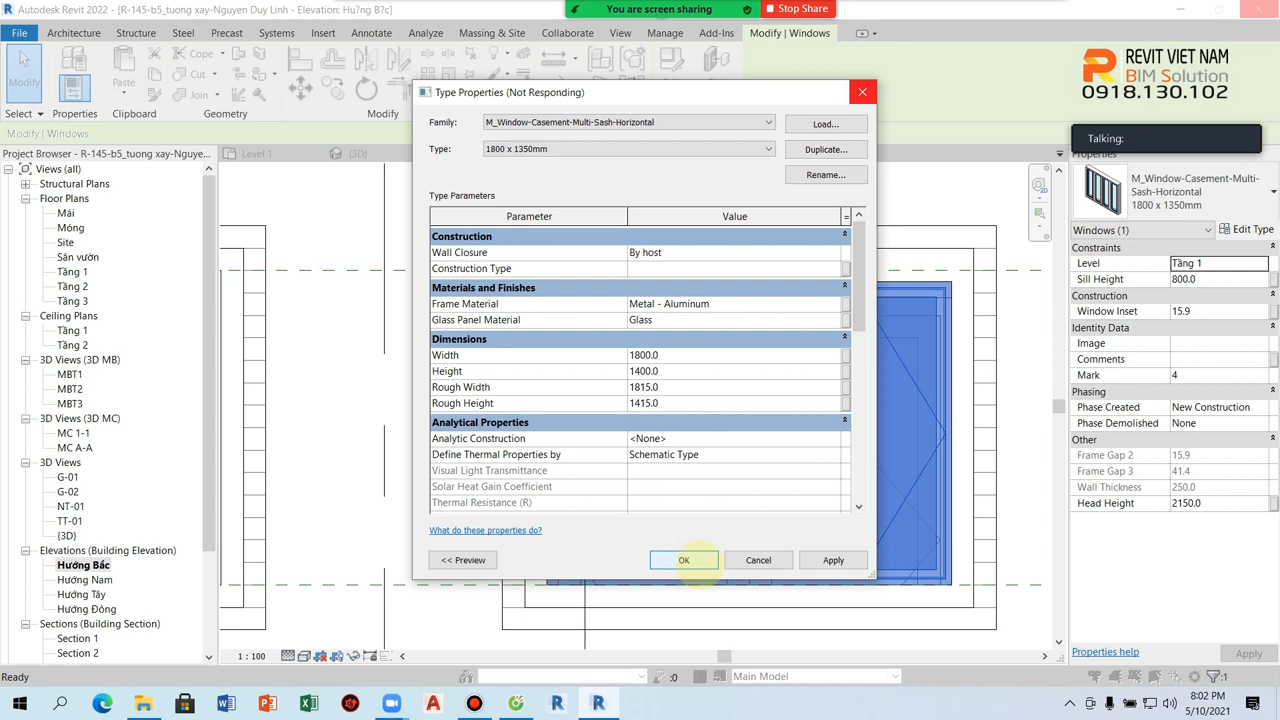 Autodesk Revit 2022 - [R-145-b5_tuong xay-Nguyen Duy Linh - Elevation: Hu?ng B?c]
You are screen sharing
Stop Share
File Architecture Structure Steel Precast Systems Insert Annotate Analyze Massing & Site Collaborate View Manage Add-Ins Modify | Windows
Modify
Paste
Cope
Cut
Join
Select Properties Clipboard Geometry Modify
REVIT VIET NAM
BIM Solution
0918.130.102
Modify | Windows
Talking:
Project Browser - R-145-b5_tuong xay-Nguye...
Level 1
{3D}
Views (all)
Structural Plans
Floor Plans
Mái
Móng
Site
Sân vườn
Tầng 1
Tầng 2
Tầng 3
Ceiling Plans
Tầng 1
Tầng 2
3D Views (3D MB)
MBT1
MBT2
MBT3
3D Views (3D MC)
MC 1-1
MC A-A
3D Views
G-01
G-02
NT-01
TT-01
{3D}
Elevations (Building Elevation)
Hướng Bắc
Hướng Nam
Hướng Tây
Hướng Đông
Sections (Building Section)
Section 1
Section 2
Type Properties (Not Responding)
Family: M_Window-Casement-Multi-Sash-Horizontal Load...
Type: 1800 x 1350mm Duplicate...
Rename...
Type Parameters
Parameter Value =
Construction
Wall Closure By host
Construction Type
Materials and Finishes
Frame Material Metal - Aluminum
Glass Panel Material Glass
Dimensions
Width 1800.0
Height 1400.0
Rough Width 1815.0
Rough Height 1415.0
Analytical Properties
Analytic Construction <None>
Define Thermal Properties by Schematic Type
Visual Light Transmittance
Solar Heat Gain Coefficient
Thermal Resistance (R)
What do these properties do?
<< Preview OK Cancel Apply
Properties
M_Window-Casement-Multi-Sash-Horizontal
1800 x 1350mm
Windows (1) Edit Type
Constraints
Level Tầng 1
Sill Height 800.0
Construction
Window Inset 15.9
Identity Data
Image
Comments
Mark 4
Phasing
Phase Created New Construction
Phase Demolished None
Other
Frame Gap 2 15.9
Frame Gap 3 41.4
Wall Thickness 250.0
Head Height 2150.0
Properties help Apply
1 : 100
Ready
:0
Main Model
:1
8:02 PM
5/10/2021